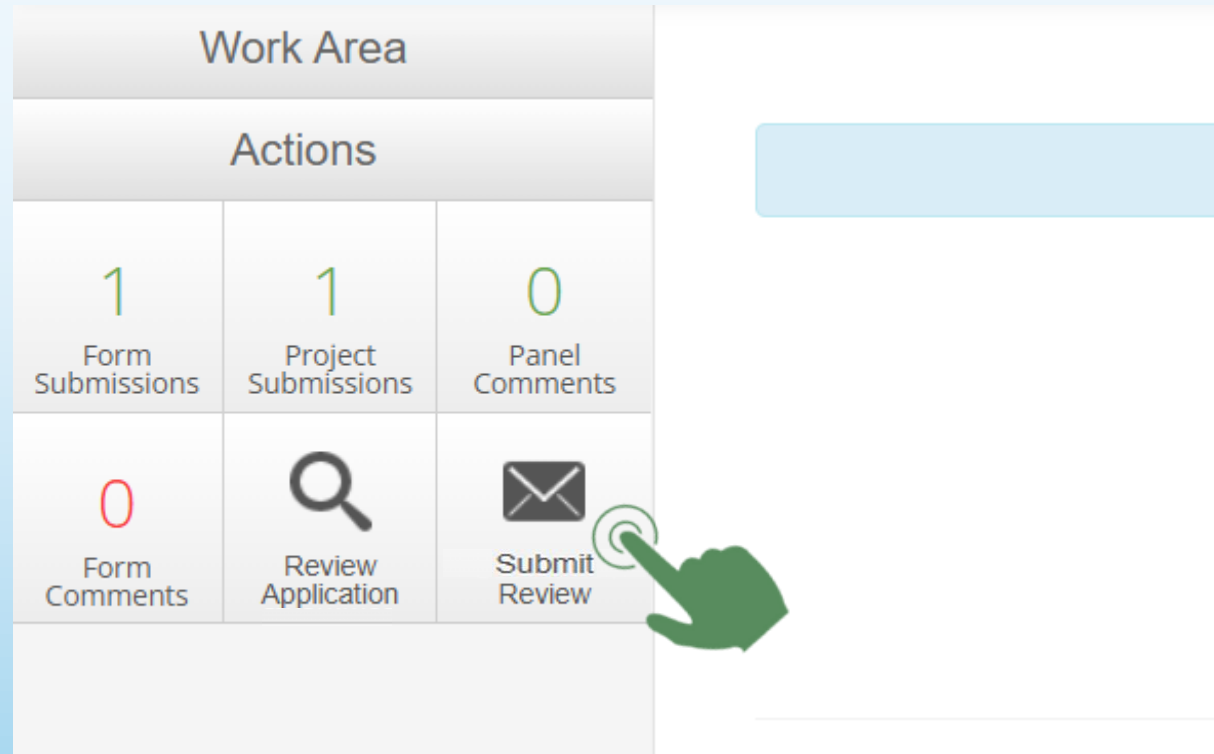 Work Area
Actions
1
Form
Submissions
1
Project
Submissions
0
Panel
Comments
0
Form
Comments
Review
Application
Submit
Review